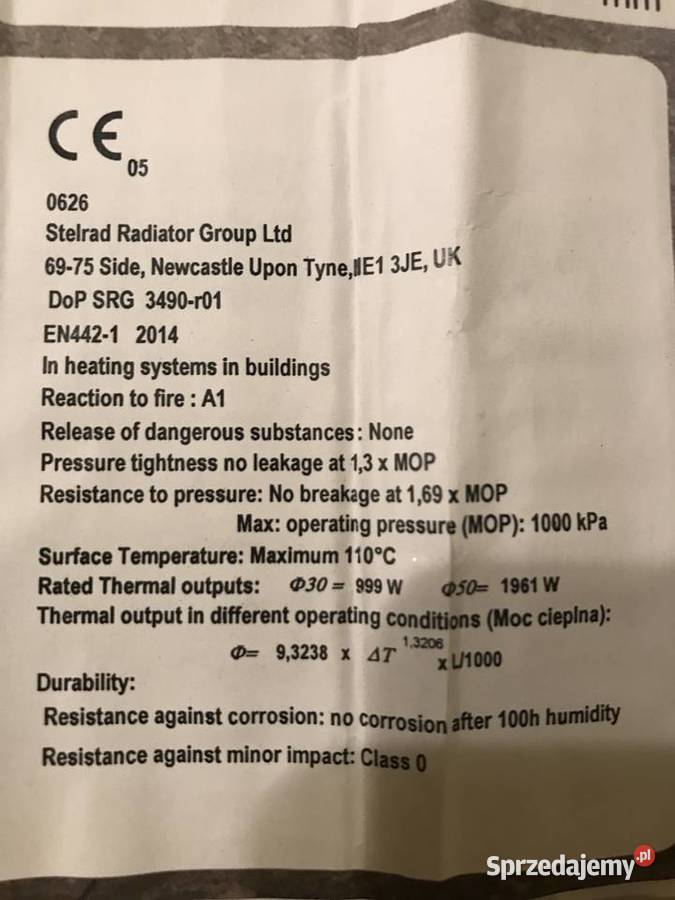 CE 05
0626
Stelrad Radiator Group Ltd
69-75 Side, Newcastle Upon Tyne, NE1 3JE, UK
DoP SRG 3490-r01
EN442-1 2014
In heating systems in buildings
Reaction to fire : A1
Release of dangerous substances: None
Pressure tightness no leakage at 1,3 x MOP
Resistance to pressure: No breakage at 1,69 x MOP
Max: operating pressure (MOP): 1000 kPa
Surface Temperature: Maximum 110°C
Rated Thermal outputs: Φ30 = 999 W Φ50= 1961 W
Thermal output in different operating conditions (Moc cieplna):
Φ= 9,3238 x ΔT 1,3206 x L/1000
Durability:
Resistance against corrosion: no corrosion after 100h humidity
Resistance against minor impact: Class 0
Sprzedajemy.pl